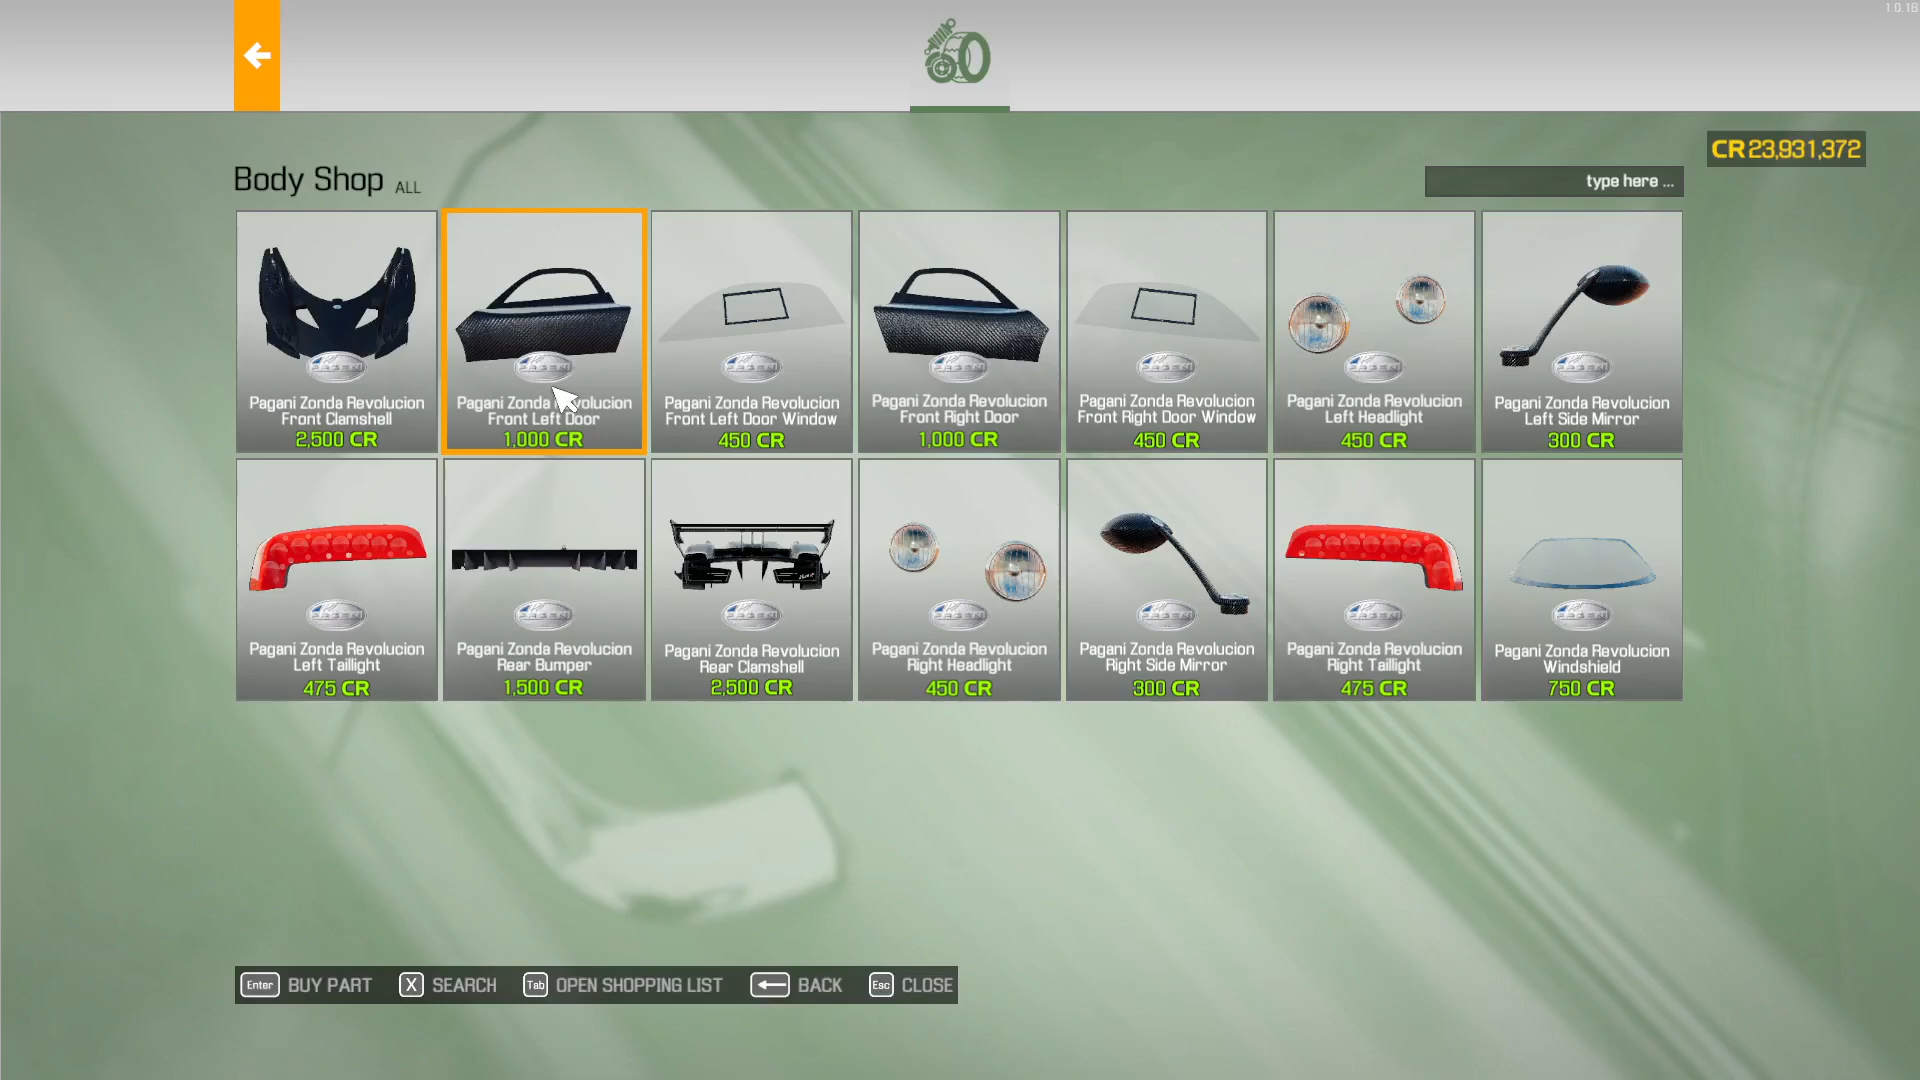 1.0.16
CR 23,931,372
Body Shop ALL
type here ...
Pagani Zonda Revolucion
Front Clamshell
2,500 CR
Pagani Zonda Revolucion
Front Left Door
1,000 CR
Pagani Zonda Revolucion
Front Left Door Window
450 CR
Pagani Zonda Revolucion
Front Right Door
1,000 CR
Pagani Zonda Revolucion
Front Right Door Window
450 CR
Pagani Zonda Revolucion
Left Headlight
450 CR
Pagani Zonda Revolucion
Left Side Mirror
300 CR
Pagani Zonda Revolucion
Left Taillight
475 CR
Pagani Zonda Revolucion
Rear Bumper
1,500 CR
Pagani Zonda Revolucion
Rear Clamshell
2,500 CR
Pagani Zonda Revolucion
Right Headlight
450 CR
Pagani Zonda Revolucion
Right Side Mirror
300 CR
Pagani Zonda Revolucion
Right Taillight
475 CR
Pagani Zonda Revolucion
Windshield
750 CR
Enter BUY PART X SEARCH Tab OPEN SHOPPING LIST BACK Esc CLOSE